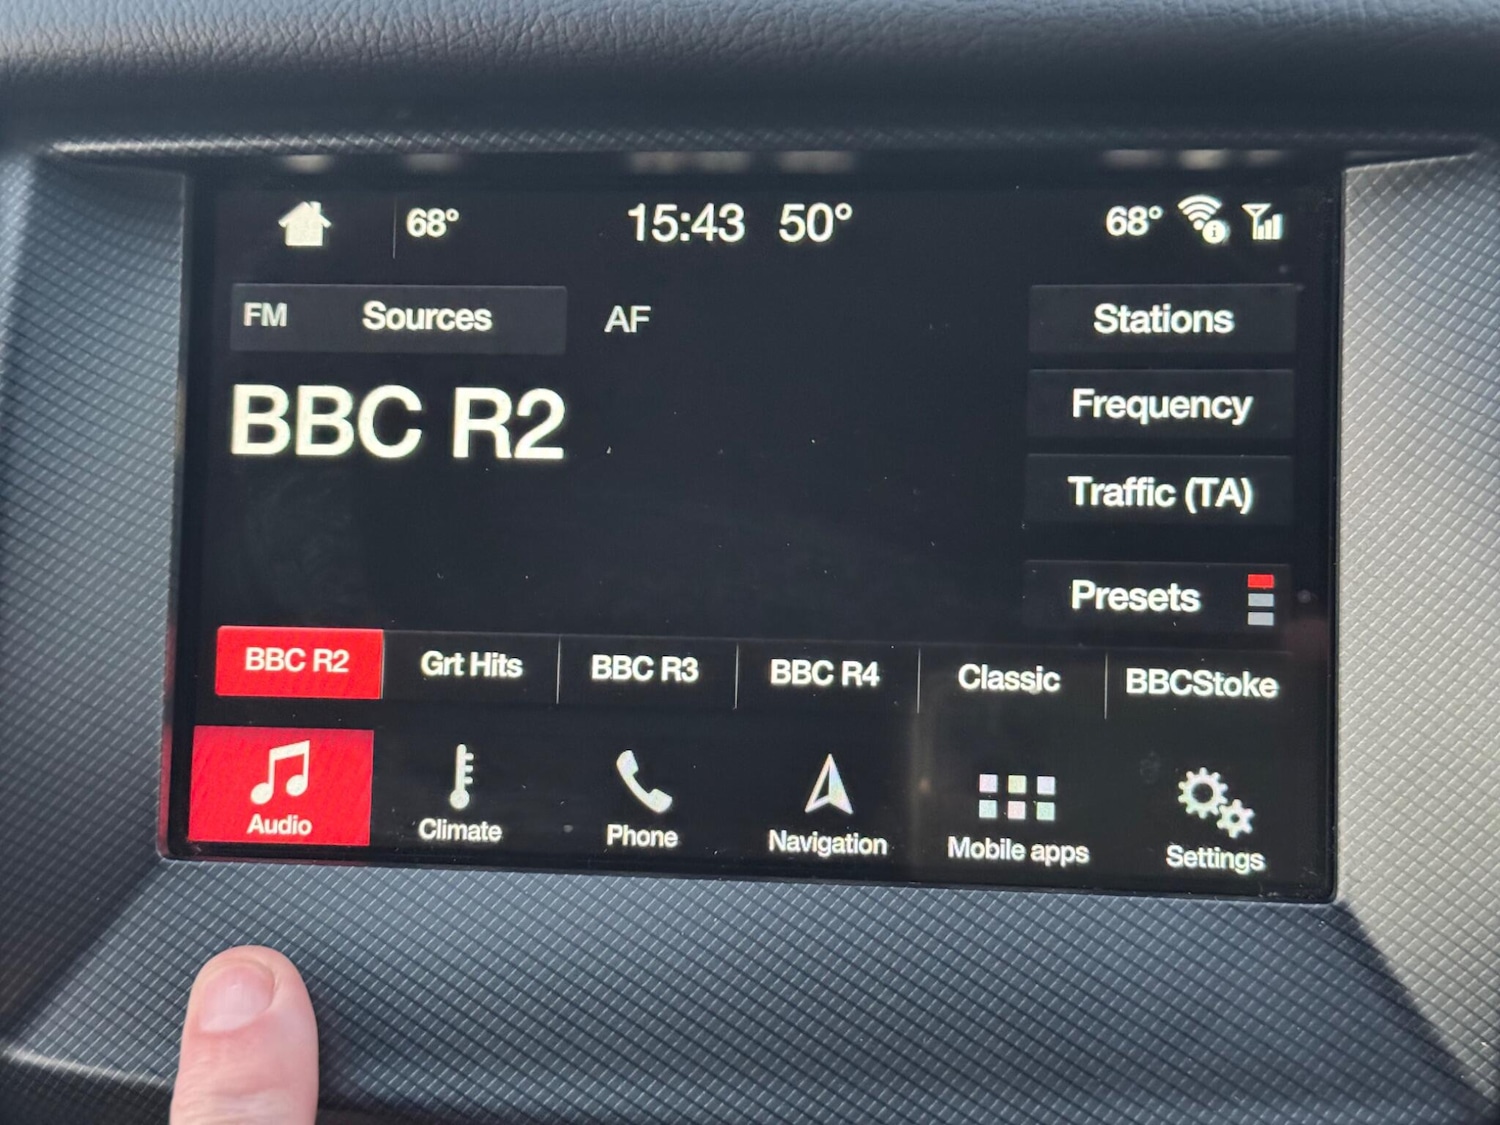 68° 15:43 50° 68°
FM Sources AF Stations
BBC R2
Frequency
Traffic (TA)
Presets
BBC R2 Grt Hits BBC R3 BBC R4 Classic BBCStoke
Audio Climate Phone Navigation Mobile apps Settings